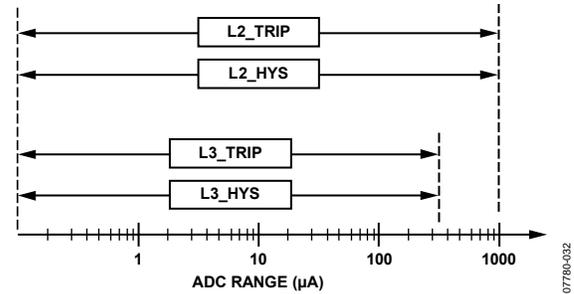 L2_TRIP
L2_HYS
L3_TRIP
L3_HYS
1 10 100 1000
ADC RANGE (µA)
07780-032